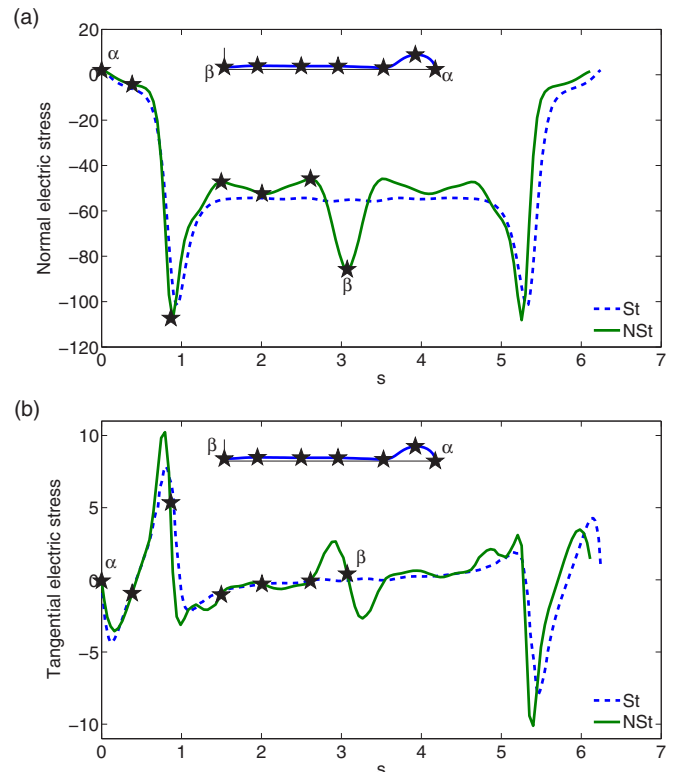 (a)
20
0
−20
−40
−60
−80
−100
−120
Normal electric stress
α
β
α
β
St
NSt
0 1 2 3 4 5 6 7
s
(b)
10
5
0
−5
−10
Tangential electric stress
β
α
α
β
St
NSt
0 1 2 3 4 5 6 7
s